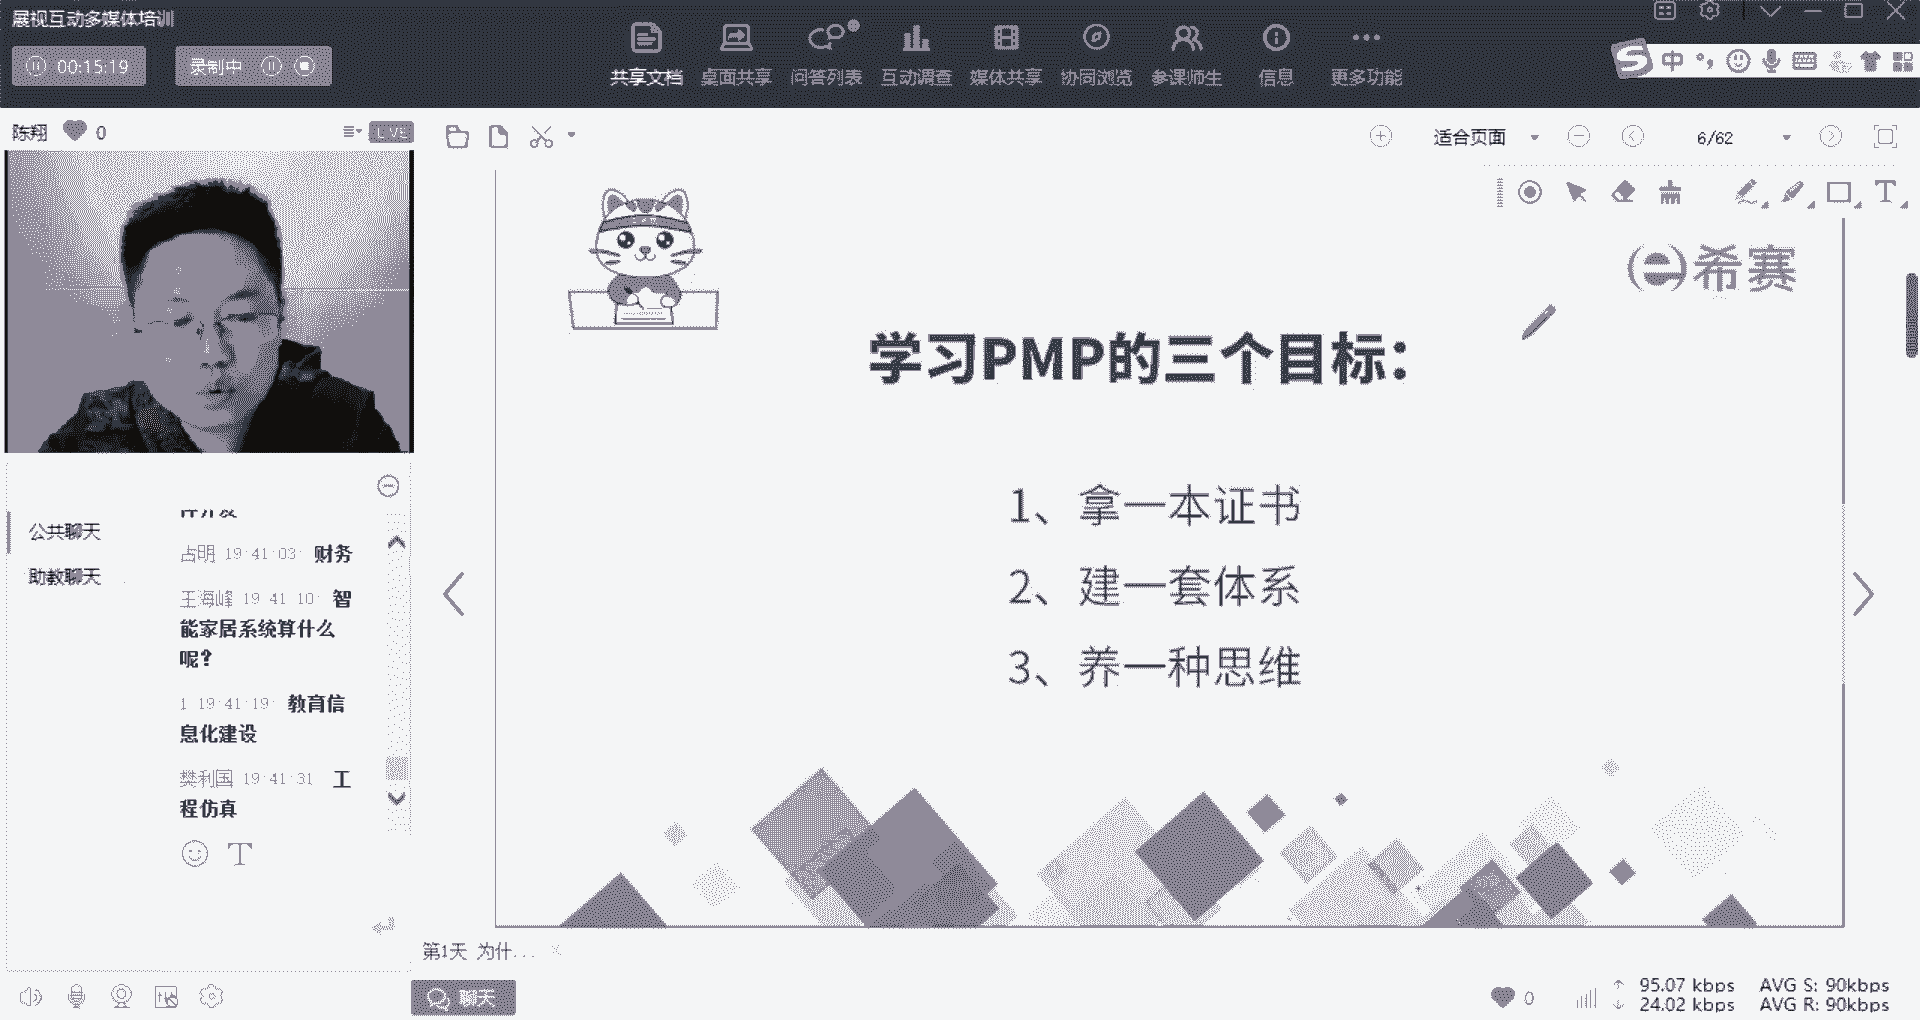 展视互动多媒体培训
00:15:19
录制中
共享文档
桌面共享
问答列表
互动调查
媒体共享
协同浏览
参课师生
信息
更多功能
中
陈翔
0
LIVE
适合页面
6/62
公共聊天
助教聊天
占明 19:41:03 财务
王海峰 19:41:10 智
能家居系统算什么
呢?
1 19:41:19 教育信
息化建设
樊利国 19:41:31 工
程仿真
希赛
学习PMP的三个目标：
1、拿一本证书
2、建一套体系
3、养一种思维
第1天 为什...
聊天
0
95.07 kbps AVG S: 90kbps
24.02 kbps AVG R: 90kbps